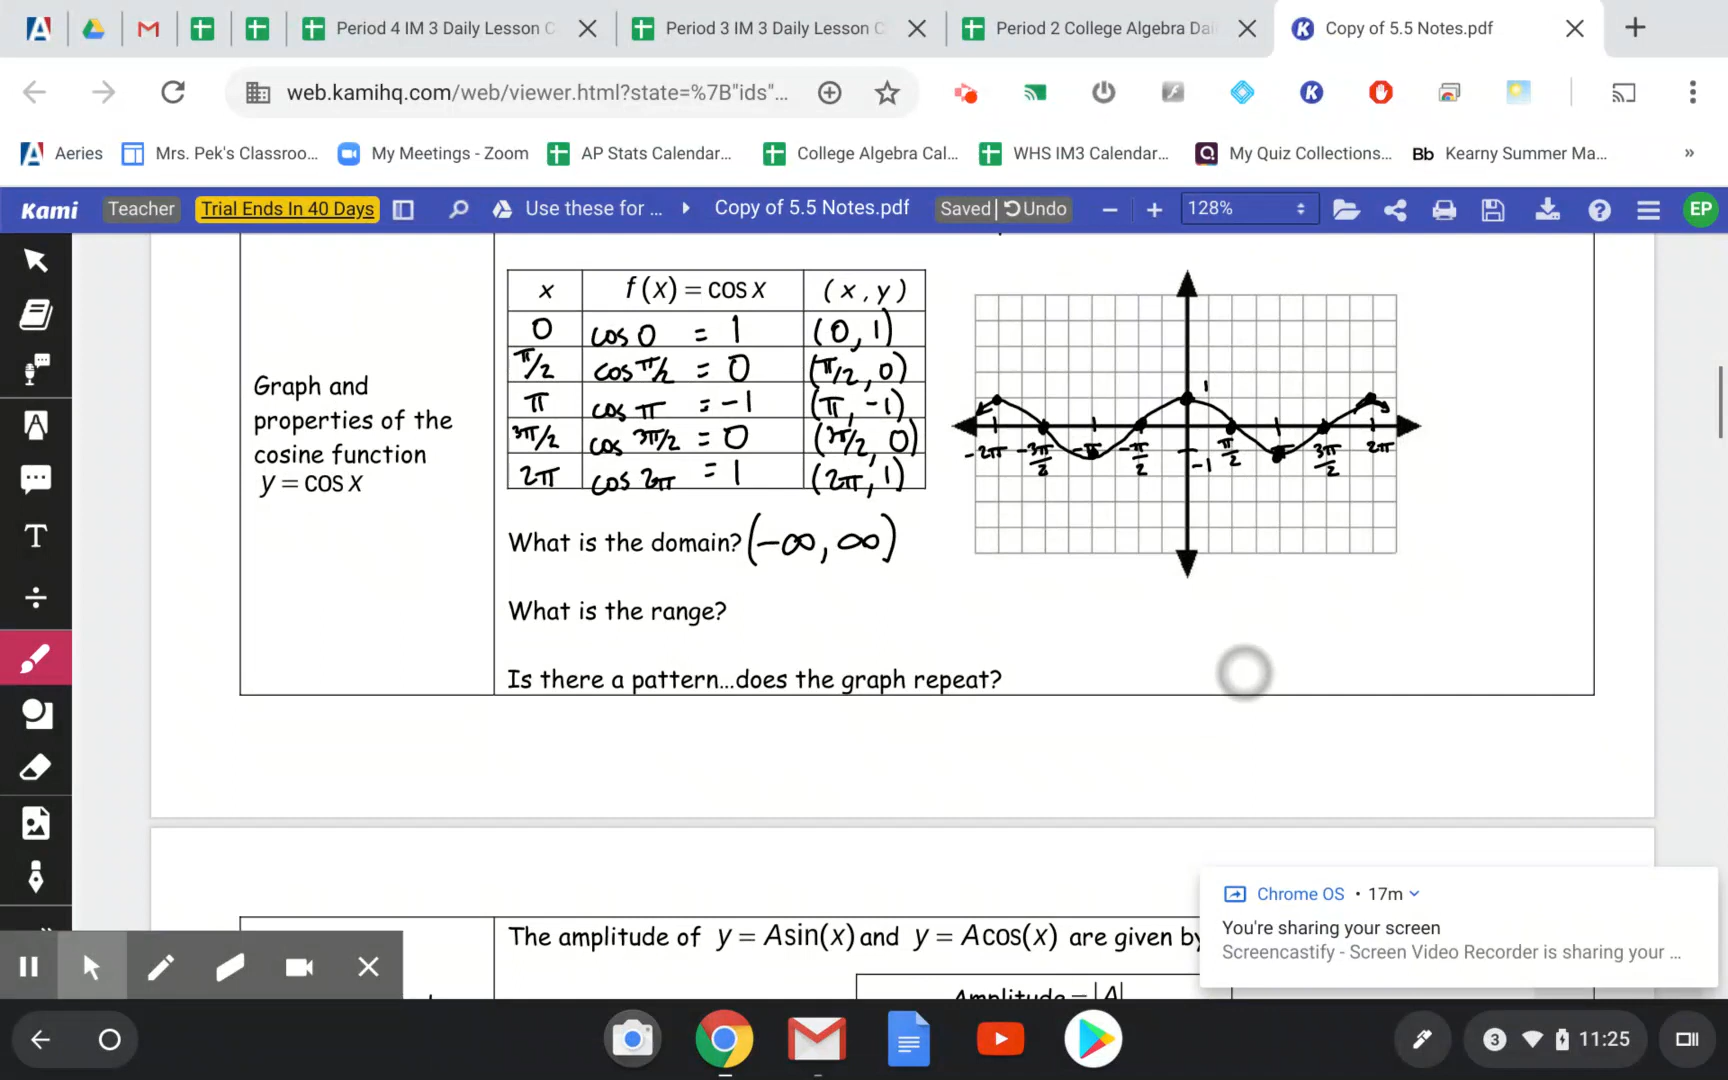 Period 4 IM 3 Daily Lesson C
Period 3 IM 3 Daily Lesson C
Period 2 College Algebra Dai
Copy of 5.5 Notes.pdf
web.kamihq.com/web/viewer.html?state=%7B"ids"...
Aeries
Mrs. Pek's Classroo...
My Meetings - Zoom
AP Stats Calendar...
College Algebra Cal...
WHS IM3 Calendar...
My Quiz Collections...
Bb Kearny Summer Ma...
»
Kami Teacher Trial Ends In 40 Days Use these for ... Copy of 5.5 Notes.pdf Saved | Undo 128% EP
Graph and
properties of the
cosine function
y = cos x
x f(x) = cos x (x, y)
0 cos 0 = 1 (0, 1)
π/2 cos π/2 = 0 (π/2, 0)
π cos π = -1 (π, -1)
3π/2 cos 3π/2 = 0 (3π/2, 0)
2π cos 2π = 1 (2π, 1)
1
-2π -3π/2 -π -π/2 -1 π/2 π 3π/2 2π
What is the domain? (-∞, ∞)
What is the range?
Is there a pattern...does the graph repeat?
The amplitude of y = Asin(x) and y = Acos(x) are given by
Amplitude = |A|
Chrome OS • 17m
You're sharing your screen
Screencastify - Screen Video Recorder is sharing your ...
3 11:25